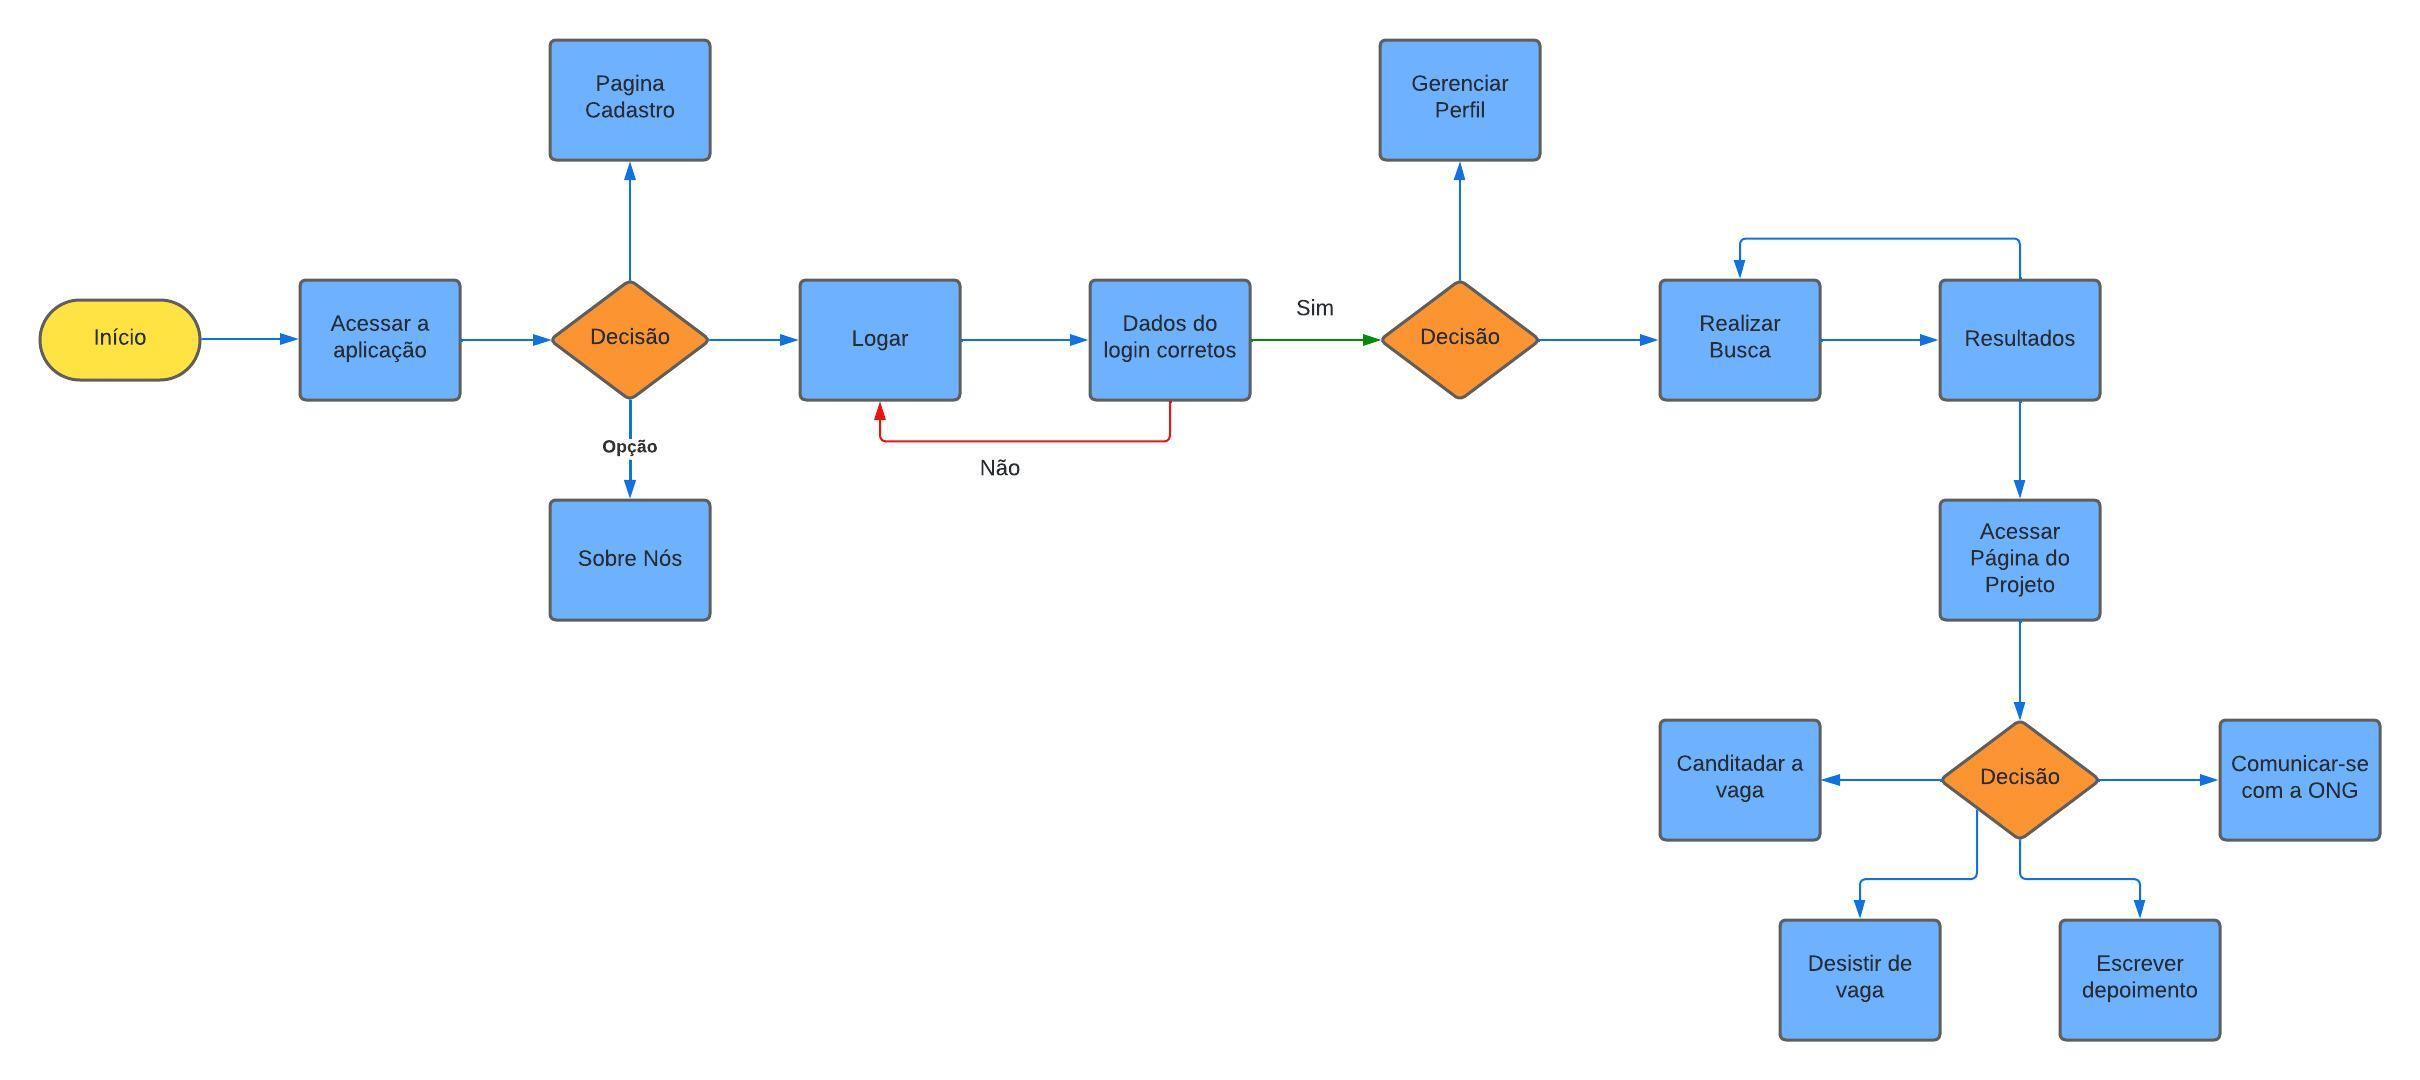 Pagina
Cadastro
Gerenciar
Perfil
Início
Acessar a
aplicação
Decisão
Logar
Dados do
login corretos
Sim
Decisão
Realizar
Busca
Resultados
Opção
Não
Sobre Nós
Acessar
Página do
Projeto
Canditadar a
vaga
Decisão
Comunicar-se
com a ONG
Desistir de
vaga
Escrever
depoimento